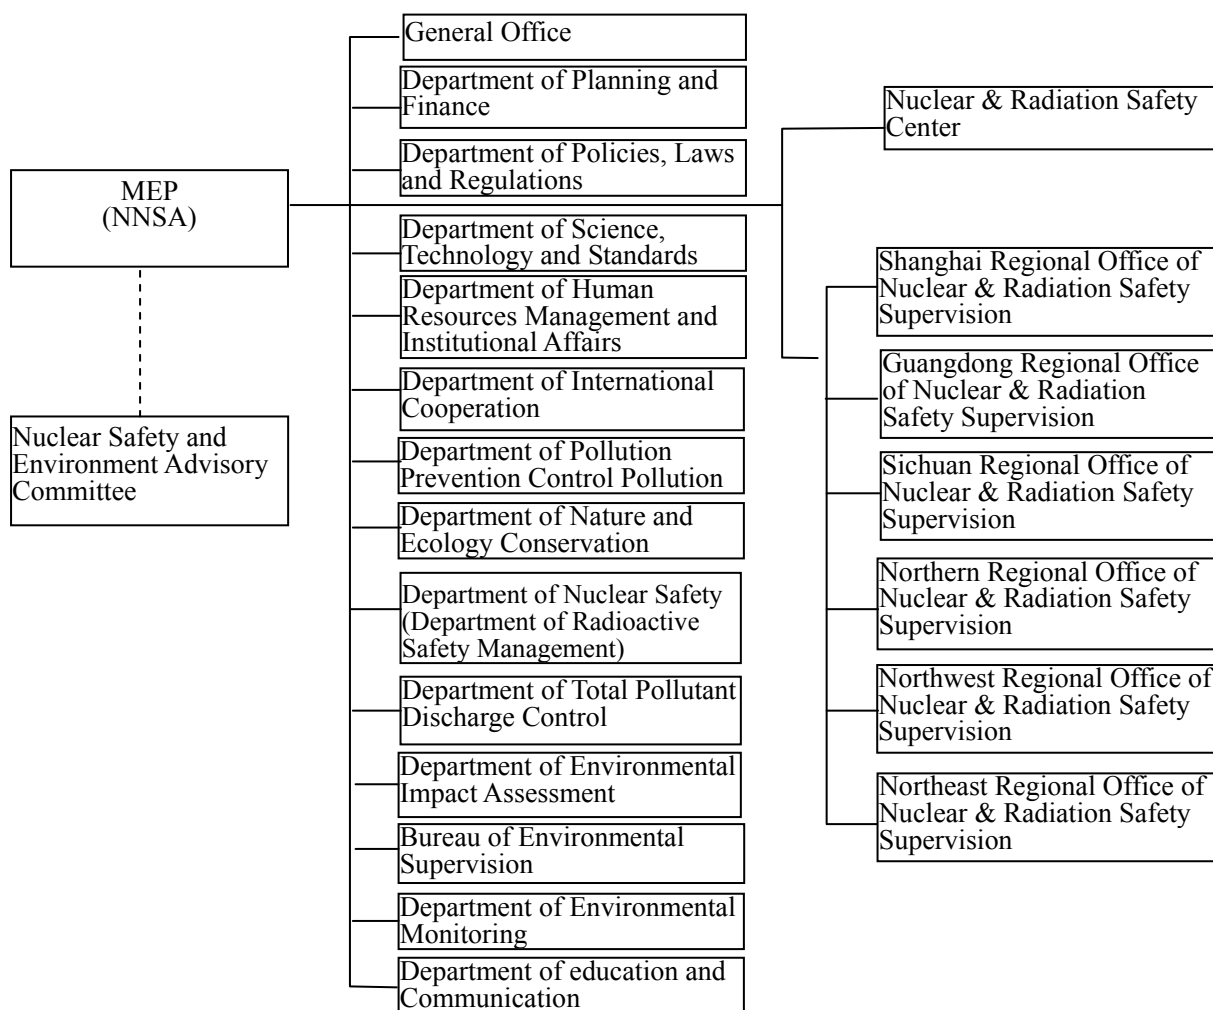 MEP
(NNSA)
Nuclear Safety and
Environment Advisory
Committee
General Office
Department of Planning and
Finance
Department of Policies, Laws
and Regulations
Department of Science,
Technology and Standards
Department of Human
Resources Management and
Institutional Affairs
Department of International
Cooperation
Department of Pollution
Prevention Control Pollution
Department of Nature and
Ecology Conservation
Department of Nuclear Safety
(Department of Radioactive
Safety Management)
Department of Total Pollutant
Discharge Control
Department of Environmental
Impact Assessment
Bureau of Environmental
Supervision
Department of Environmental
Monitoring
Department of education and
Communication
Nuclear & Radiation Safety
Center
Shanghai Regional Office of
Nuclear & Radiation Safety
Supervision
Guangdong Regional Office
of Nuclear & Radiation
Safety Supervision
Sichuan Regional Office of
Nuclear & Radiation Safety
Supervision
Northern Regional Office of
Nuclear & Radiation Safety
Supervision
Northwest Regional Office of
Nuclear & Radiation Safety
Supervision
Northeast Regional Office of
Nuclear & Radiation Safety
Supervision